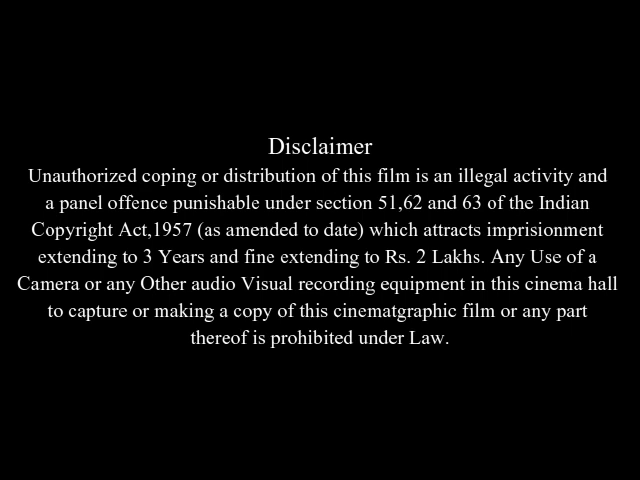 Disclaimer
Unauthorized coping or distribution of this film is an illegal activity and
a panel offence punishable under section 51,62 and 63 of the Indian
Copyright Act,1957 (as amended to date) which attracts imprisionment
extending to 3 Years and fine extending to Rs. 2 Lakhs. Any Use of a
Camera or any Other audio Visual recording equipment in this cinema hall
to capture or making a copy of this cinematgraphic film or any part
thereof is prohibited under Law.